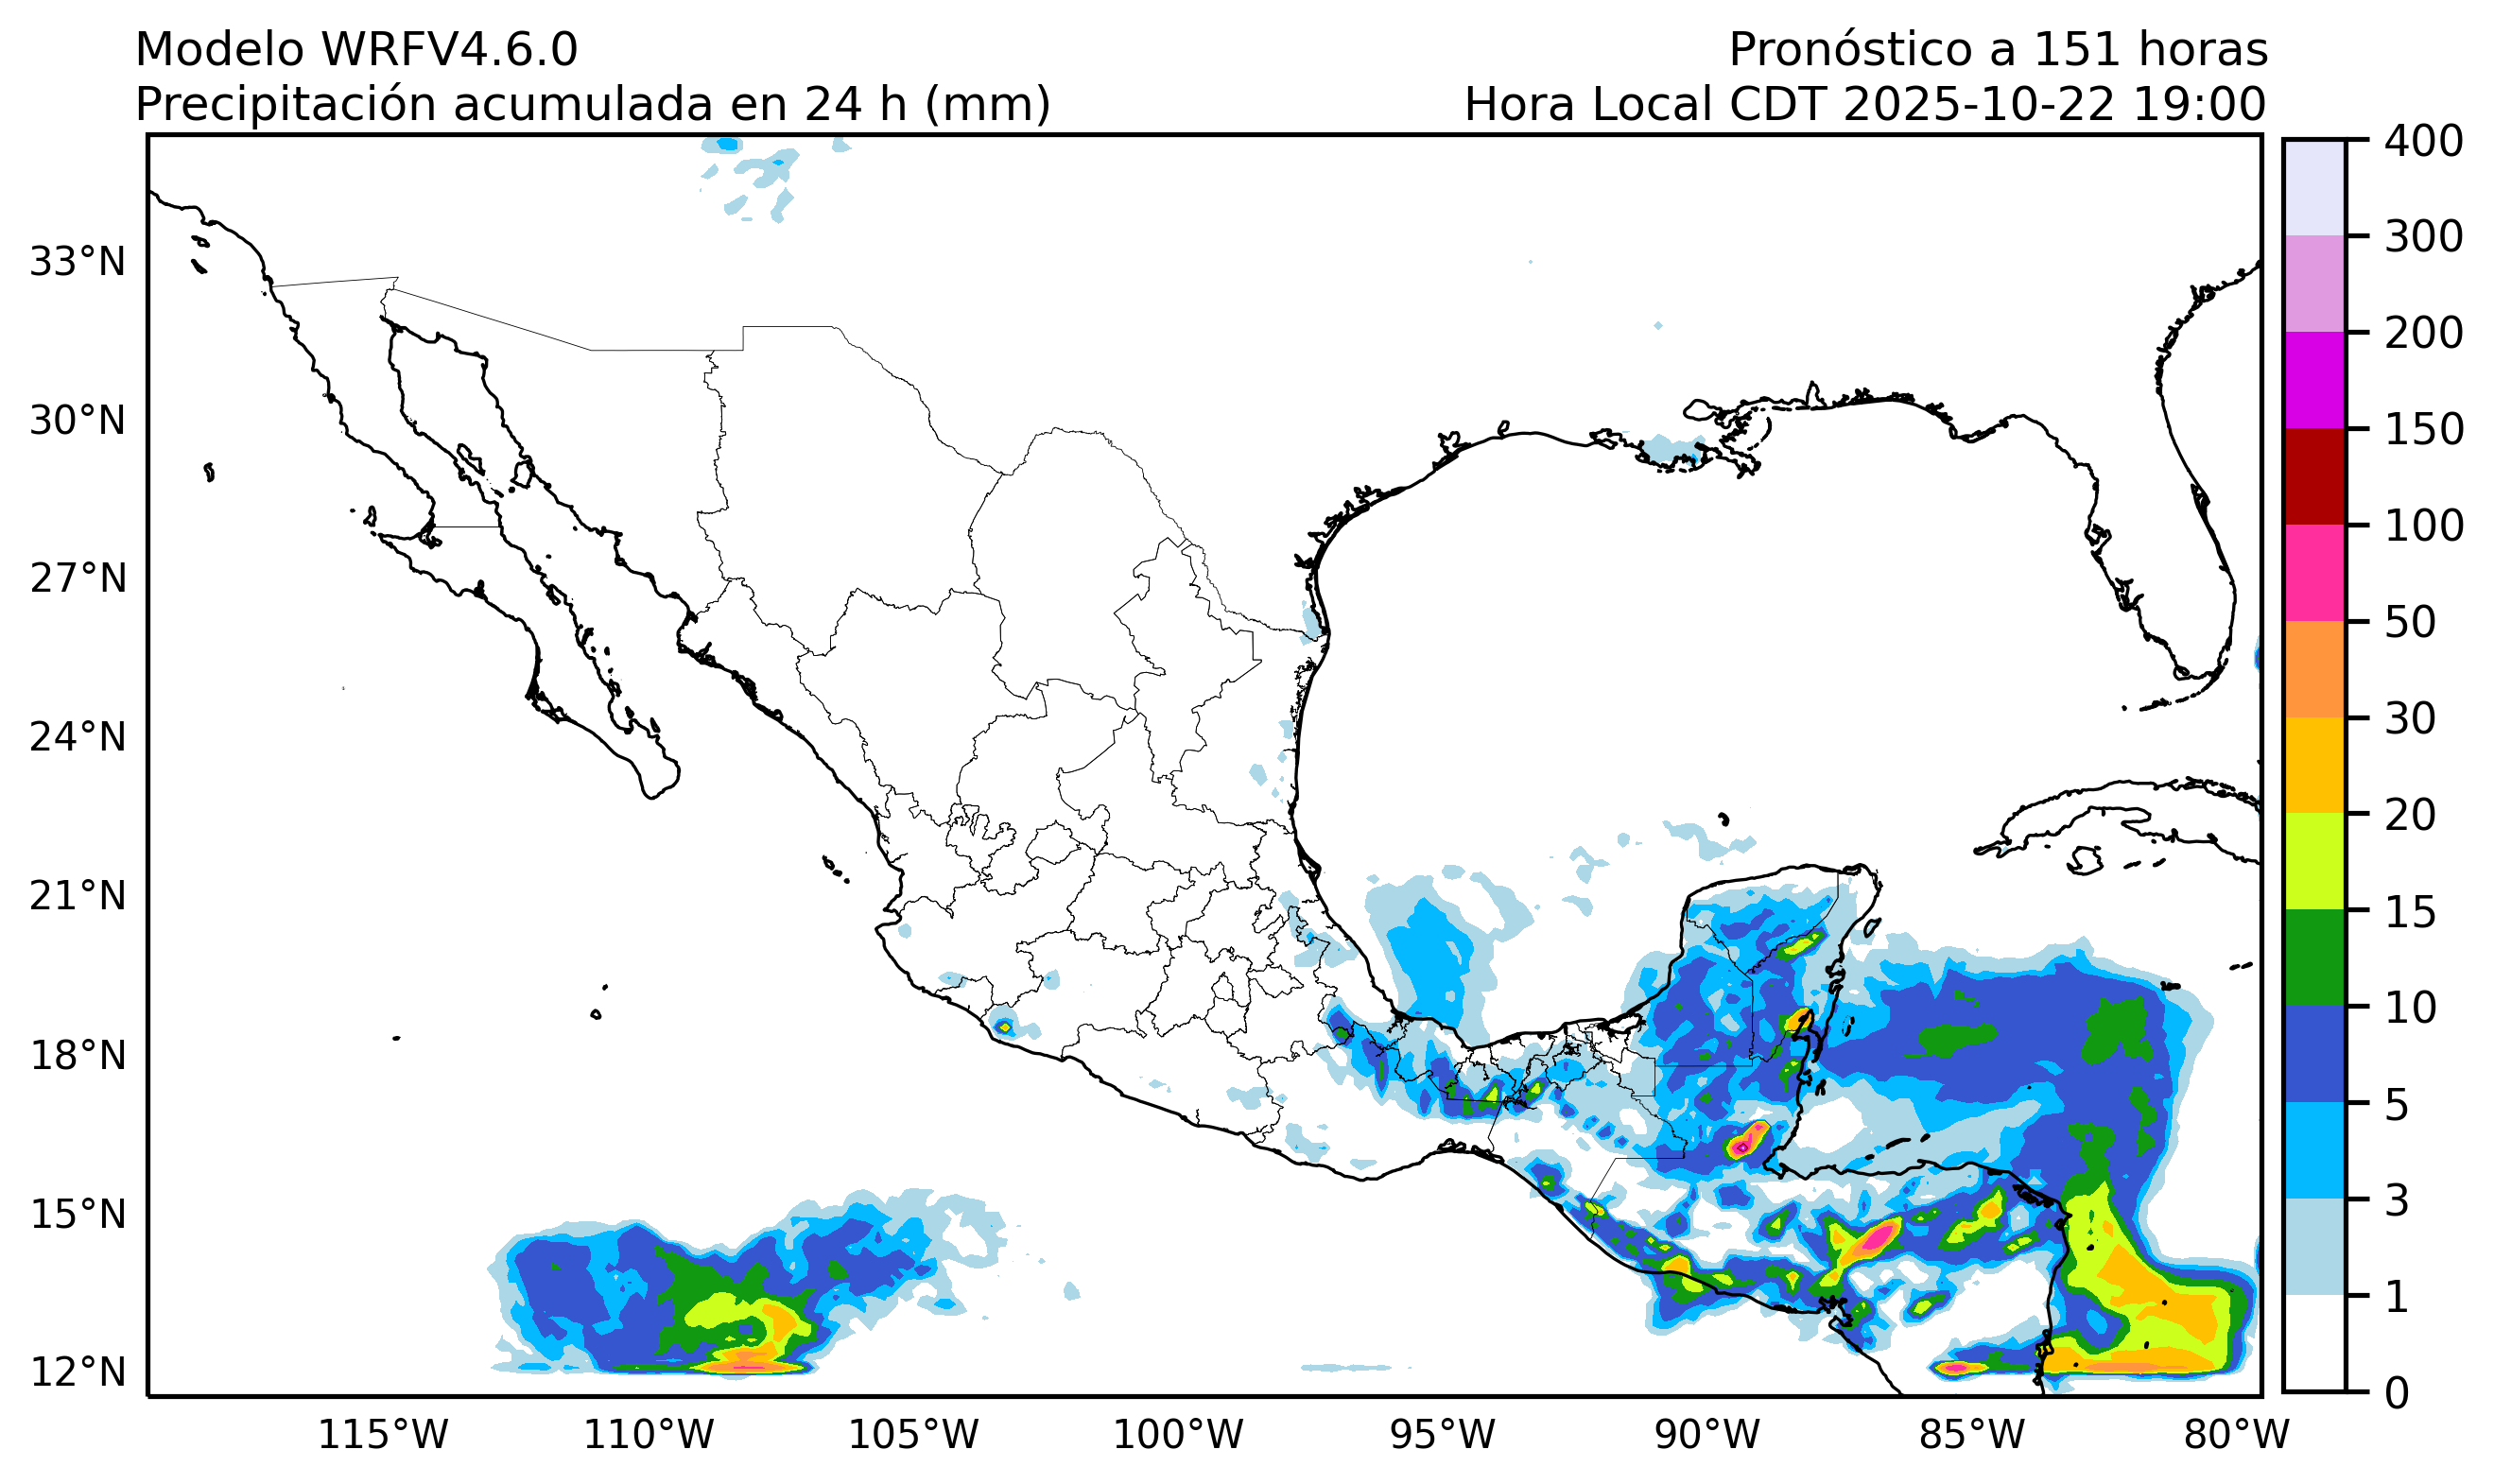 Modelo WRFV4.6.0
Pronóstico a 151 horas
Precipitación acumulada en 24 h (mm)
Hora Local CDT 2025-10-22 19:00
33°N
30°N
27°N
24°N
21°N
18°N
15°N
12°N
115°W
110°W
105°W
100°W
95°W
90°W
85°W
80°W
400
300
200
150
100
50
30
20
15
10
5
3
1
0